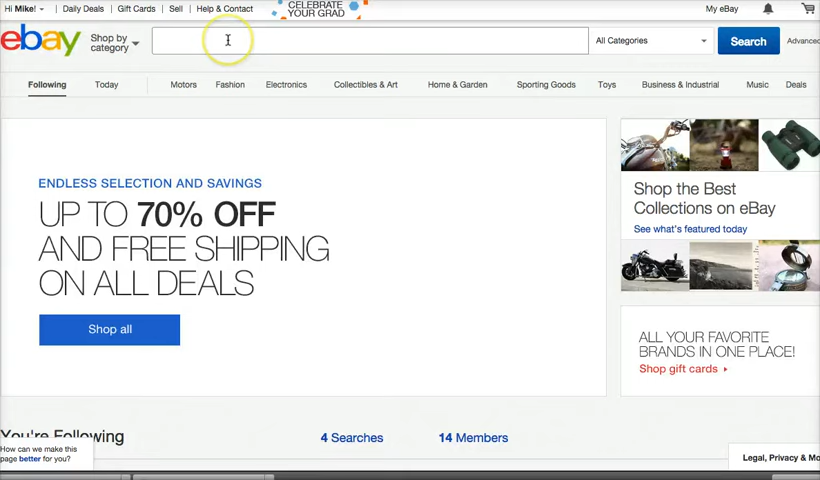 Hi Mike!
Daily Deals
Gift Cards
Sell
Help & Contact
CELEBRATE
YOUR GRAD
My eBay
ebay
Shop by
category
All Categories
Search
Advanced
Following
Today
Motors
Fashion
Electronics
Collectibles & Art
Home & Garden
Sporting Goods
Toys
Business & Industrial
Music
Deals
ENDLESS SELECTION AND SAVINGS
UP TO 70% OFF
AND FREE SHIPPING
ON ALL DEALS
Shop all
Shop the Best
Collections on eBay
See what's featured today
ALL YOUR FAVORITE
BRANDS IN ONE PLACE!
Shop gift cards
You're Following
4 Searches
14 Members
How can we make this
page better for you?
Legal, Privacy & Mo